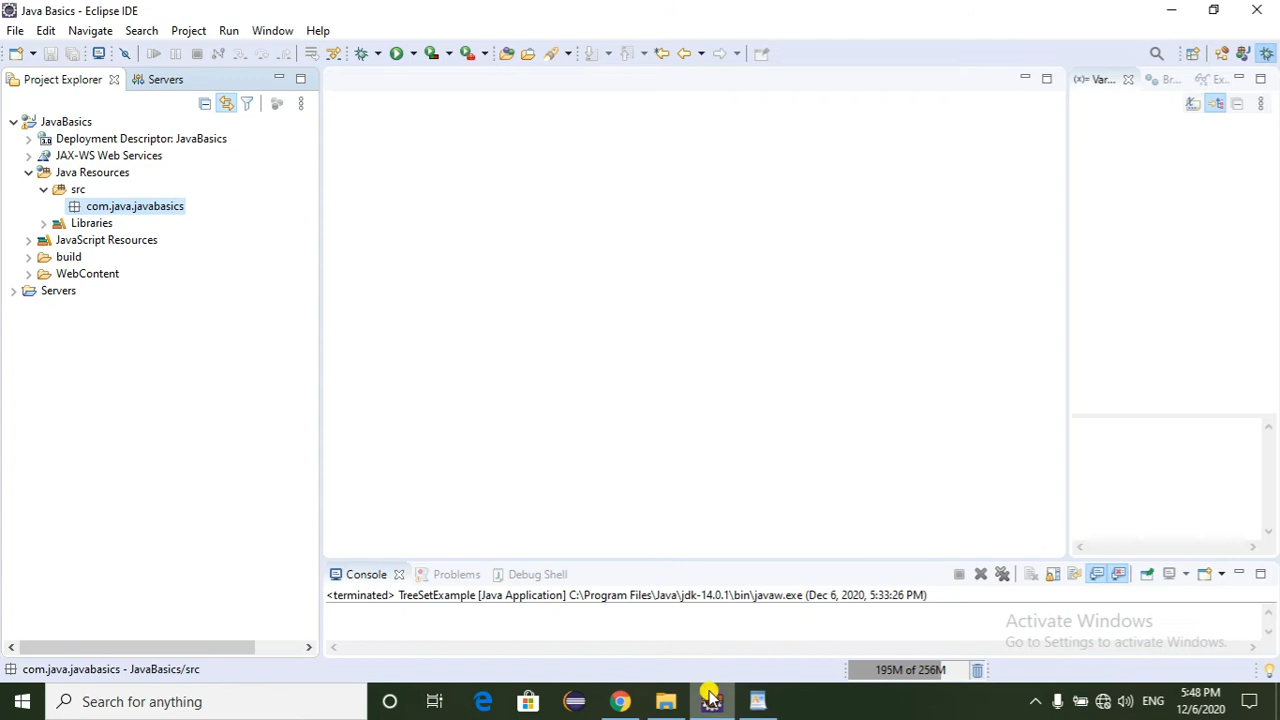 Java Basics - Eclipse IDE
File Edit Navigate Search Project Run Window Help
Project Explorer Servers
(x)= Var... Br... Ex...
JavaBasics
Deployment Descriptor: JavaBasics
JAX-WS Web Services
Java Resources
src
com.java.javabasics
Libraries
JavaScript Resources
build
WebContent
Servers
Console Problems Debug Shell
<terminated> TreeSetExample [Java Application] C:\Program Files\Java\jdk-14.0.1\bin\javaw.exe (Dec 6, 2020, 5:33:26 PM)
Activate Windows
Go to Settings to activate Windows.
com.java.javabasics - JavaBasics/src
195M of 256M
Search for anything
ENG
5:48 PM
12/6/2020